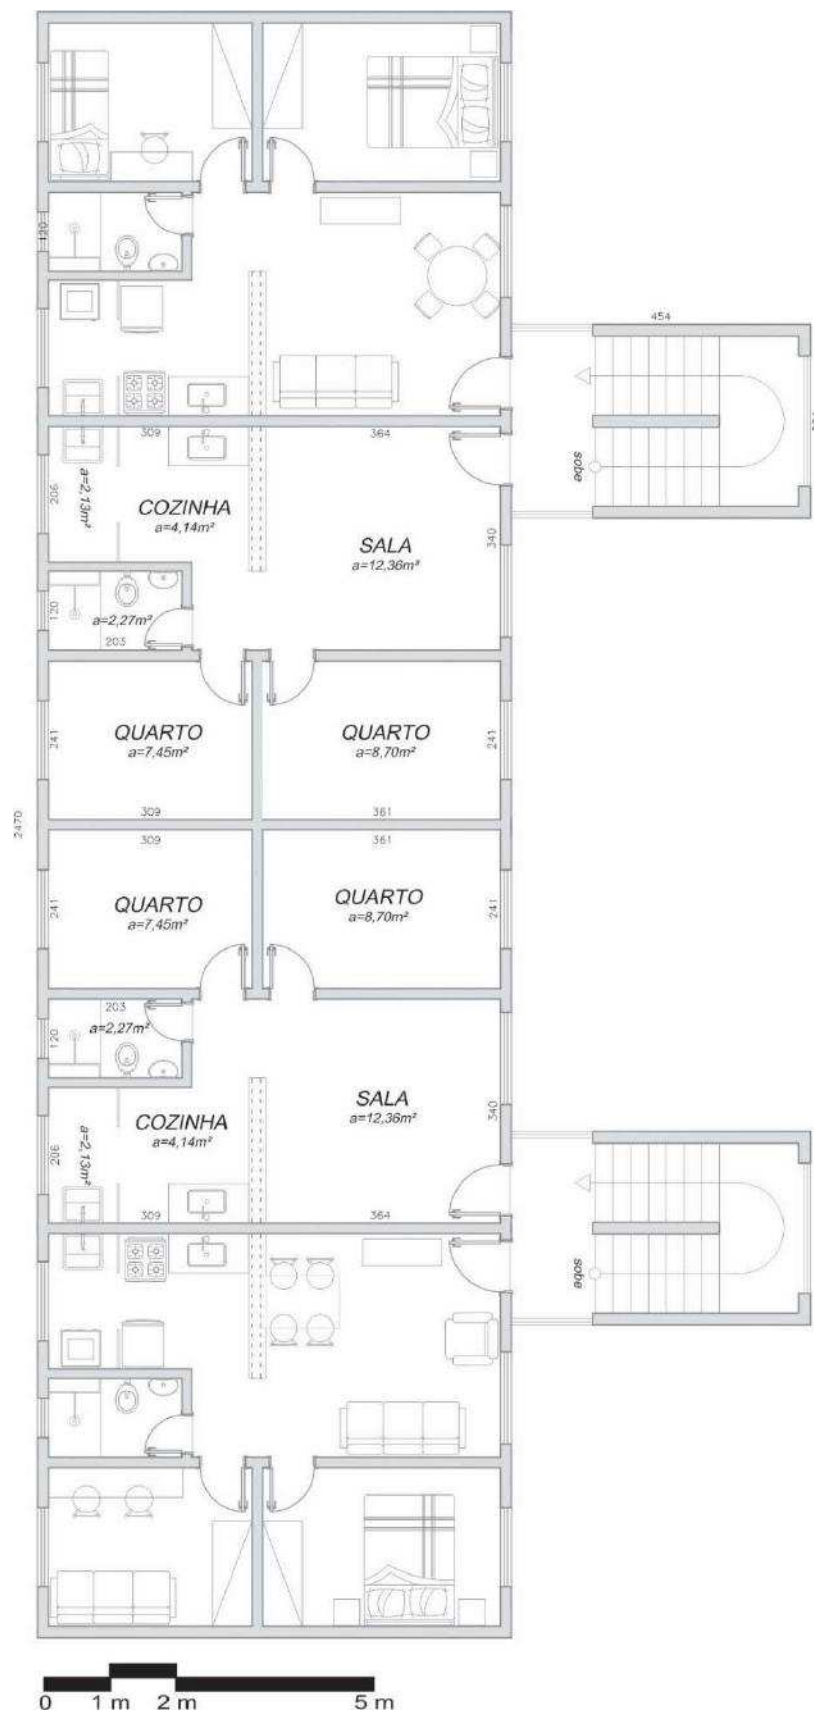 120
454
309
364
206
a=2,13m²
COZINHA
a=4,14m²
SALA
a=12,36m²
340
sobe
120
a=2,27m²
203
241
QUARTO
a=7,45m²
QUARTO
a=8,70m²
241
309
361
2470
309
361
241
QUARTO
a=7,45m²
QUARTO
a=8,70m²
241
203
120
a=2,27m²
SALA
a=12,36m²
340
COZINHA
a=4,14m²
206
a=2,13m²
309
364
sobe
0 1 m 2 m 5 m